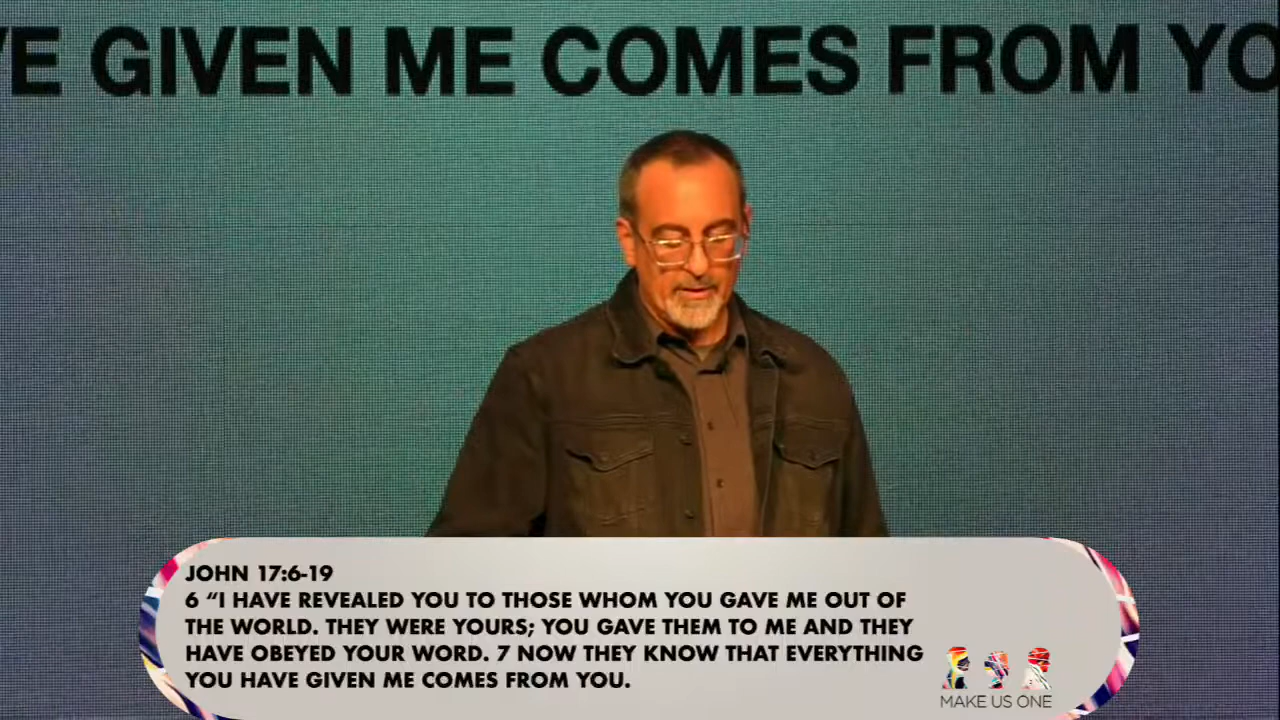 VE GIVEN ME COMES FROM YO
JOHN 17:6-19
6 “I HAVE REVEALED YOU TO THOSE WHOM YOU GAVE ME OUT OF
THE WORLD. THEY WERE YOURS; YOU GAVE THEM TO ME AND THEY
HAVE OBEYED YOUR WORD. 7 NOW THEY KNOW THAT EVERYTHING
YOU HAVE GIVEN ME COMES FROM YOU.
MAKE US ONE